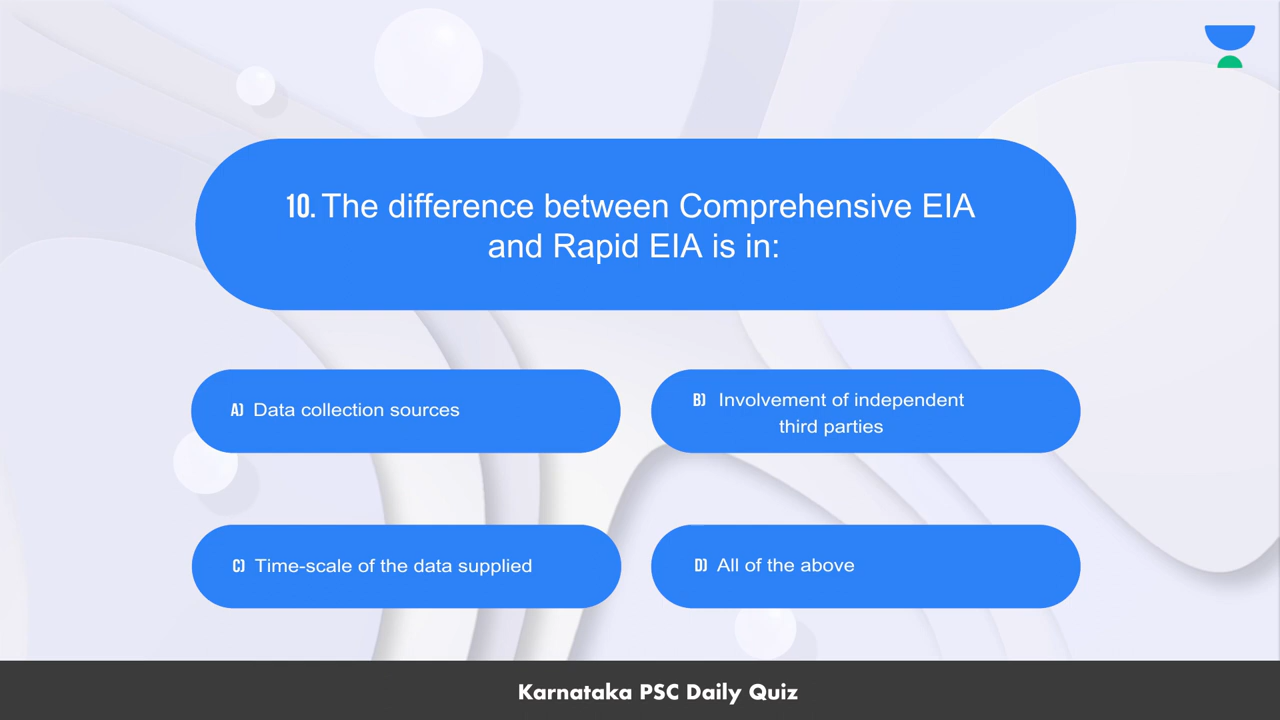 10. The difference between Comprehensive EIA
and Rapid EIA is in:
A) Data collection sources
B) Involvement of independent
third parties
C) Time-scale of the data supplied
D) All of the above
Karnataka PSC Daily Quiz